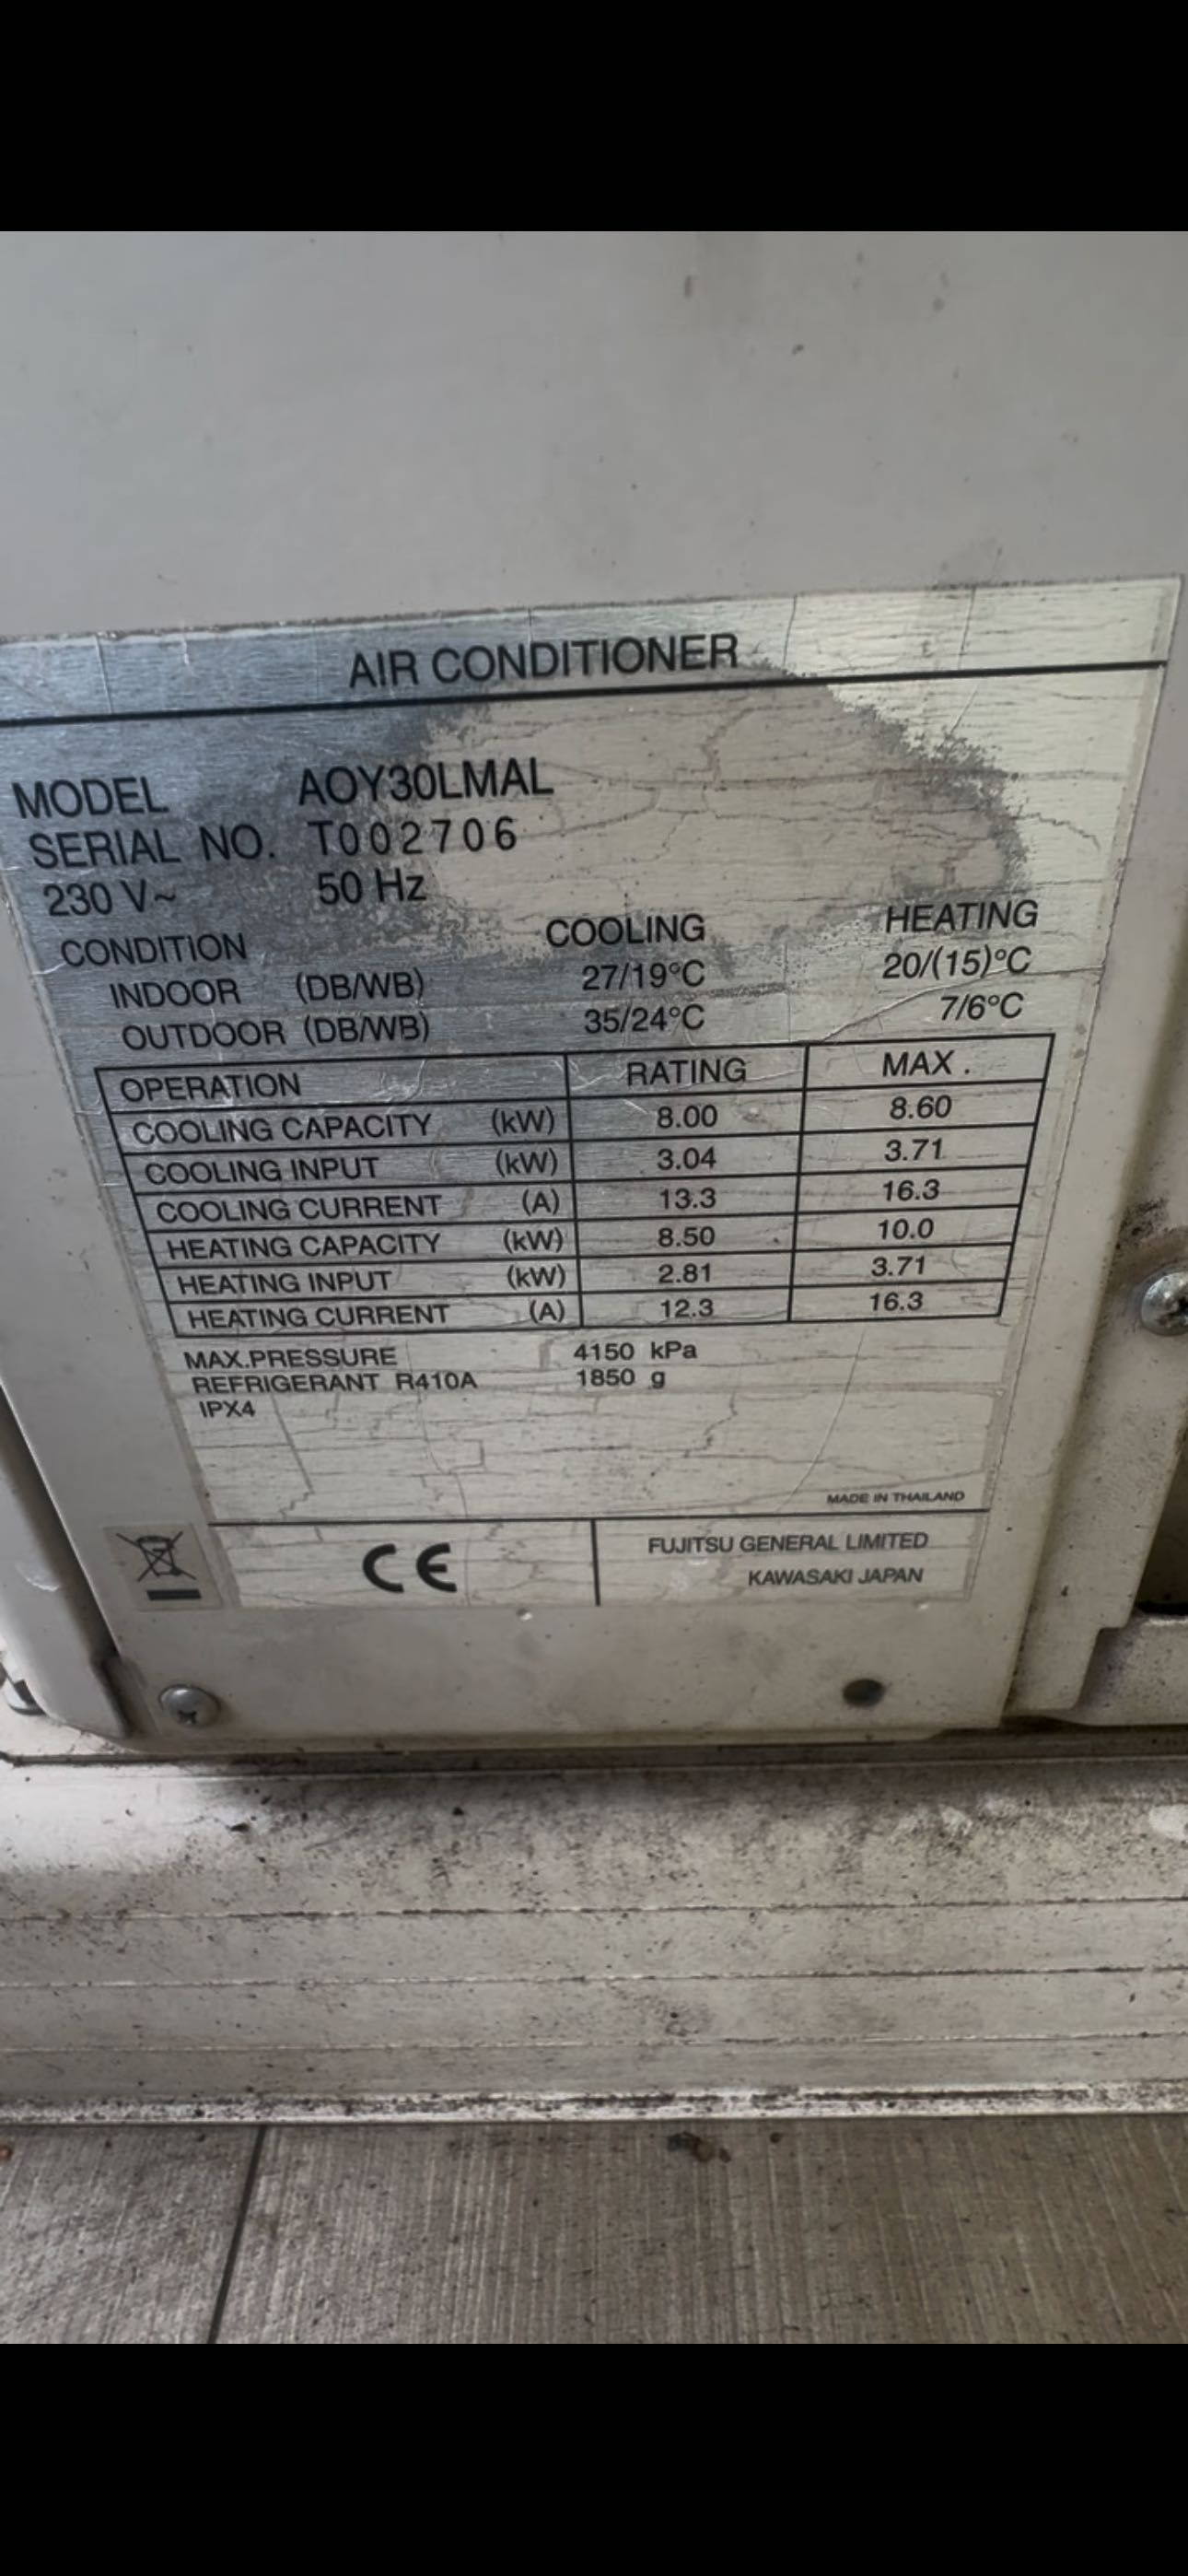 AIR CONDITIONER
MODEL AOY30LMAL
SERIAL NO. T002706
230 V~ 50 Hz
CONDITION COOLING HEATING
INDOOR (DB/WB) 27/19°C 20/(15)°C
OUTDOOR (DB/WB) 35/24°C 7/6°C
OPERATION RATING MAX.
COOLING CAPACITY (kW) 8.00 8.60
COOLING INPUT (kW) 3.04 3.71
COOLING CURRENT (A) 13.3 16.3
HEATING CAPACITY (kW) 8.50 10.0
HEATING INPUT (kW) 2.81 3.71
HEATING CURRENT (A) 12.3 16.3
MAX.PRESSURE 4150 kPa
REFRIGERANT R410A 1850 g
IPX4
MADE IN THAILAND
CE
FUJITSU GENERAL LIMITED
KAWASAKI JAPAN